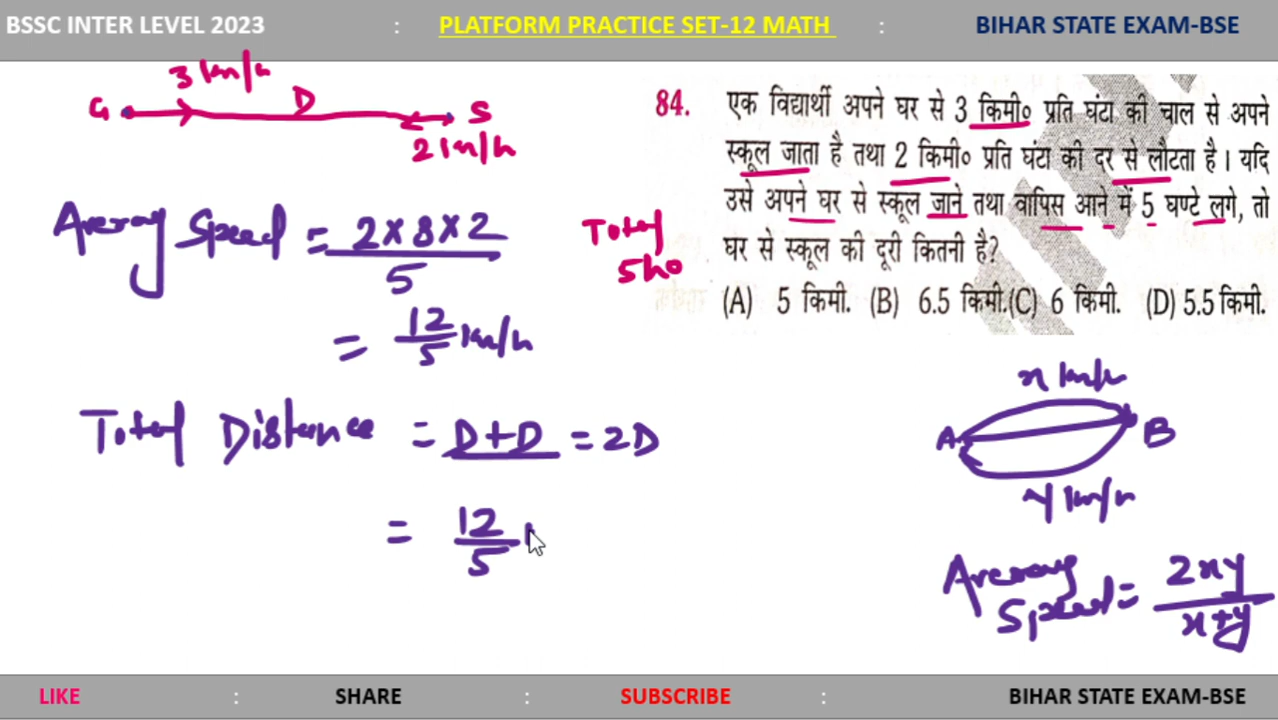 BSSC INTER LEVEL 2023 : PLATFORM PRACTICE SET-12 MATH : BIHAR STATE EXAM-BSE
3 km/h
G D S
2 km/h
84. एक विद्यार्थी अपने घर से 3 किमी० प्रति घंटा की चाल से अपने
स्कूल जाता है तथा 2 किमी० प्रति घंटा की दर से लौटता है। यदि
उसे अपने घर से स्कूल जाने तथा वापिस आने में 5 घण्टे लगे, तो
घर से स्कूल की दूरी कितनी है?
(A) 5 किमी. (B) 6.5 किमी.(C) 6 किमी. (D) 5.5 किमी.
Total
5ho
Average Speed = 2×3×2
5
= 12
5 km/h
Total Distance = D+D = 2D
= 12
5
x km/h
A B
y km/h
Average
Speed = 2xy
x+y
LIKE : SHARE : SUBSCRIBE : BIHAR STATE EXAM-BSE